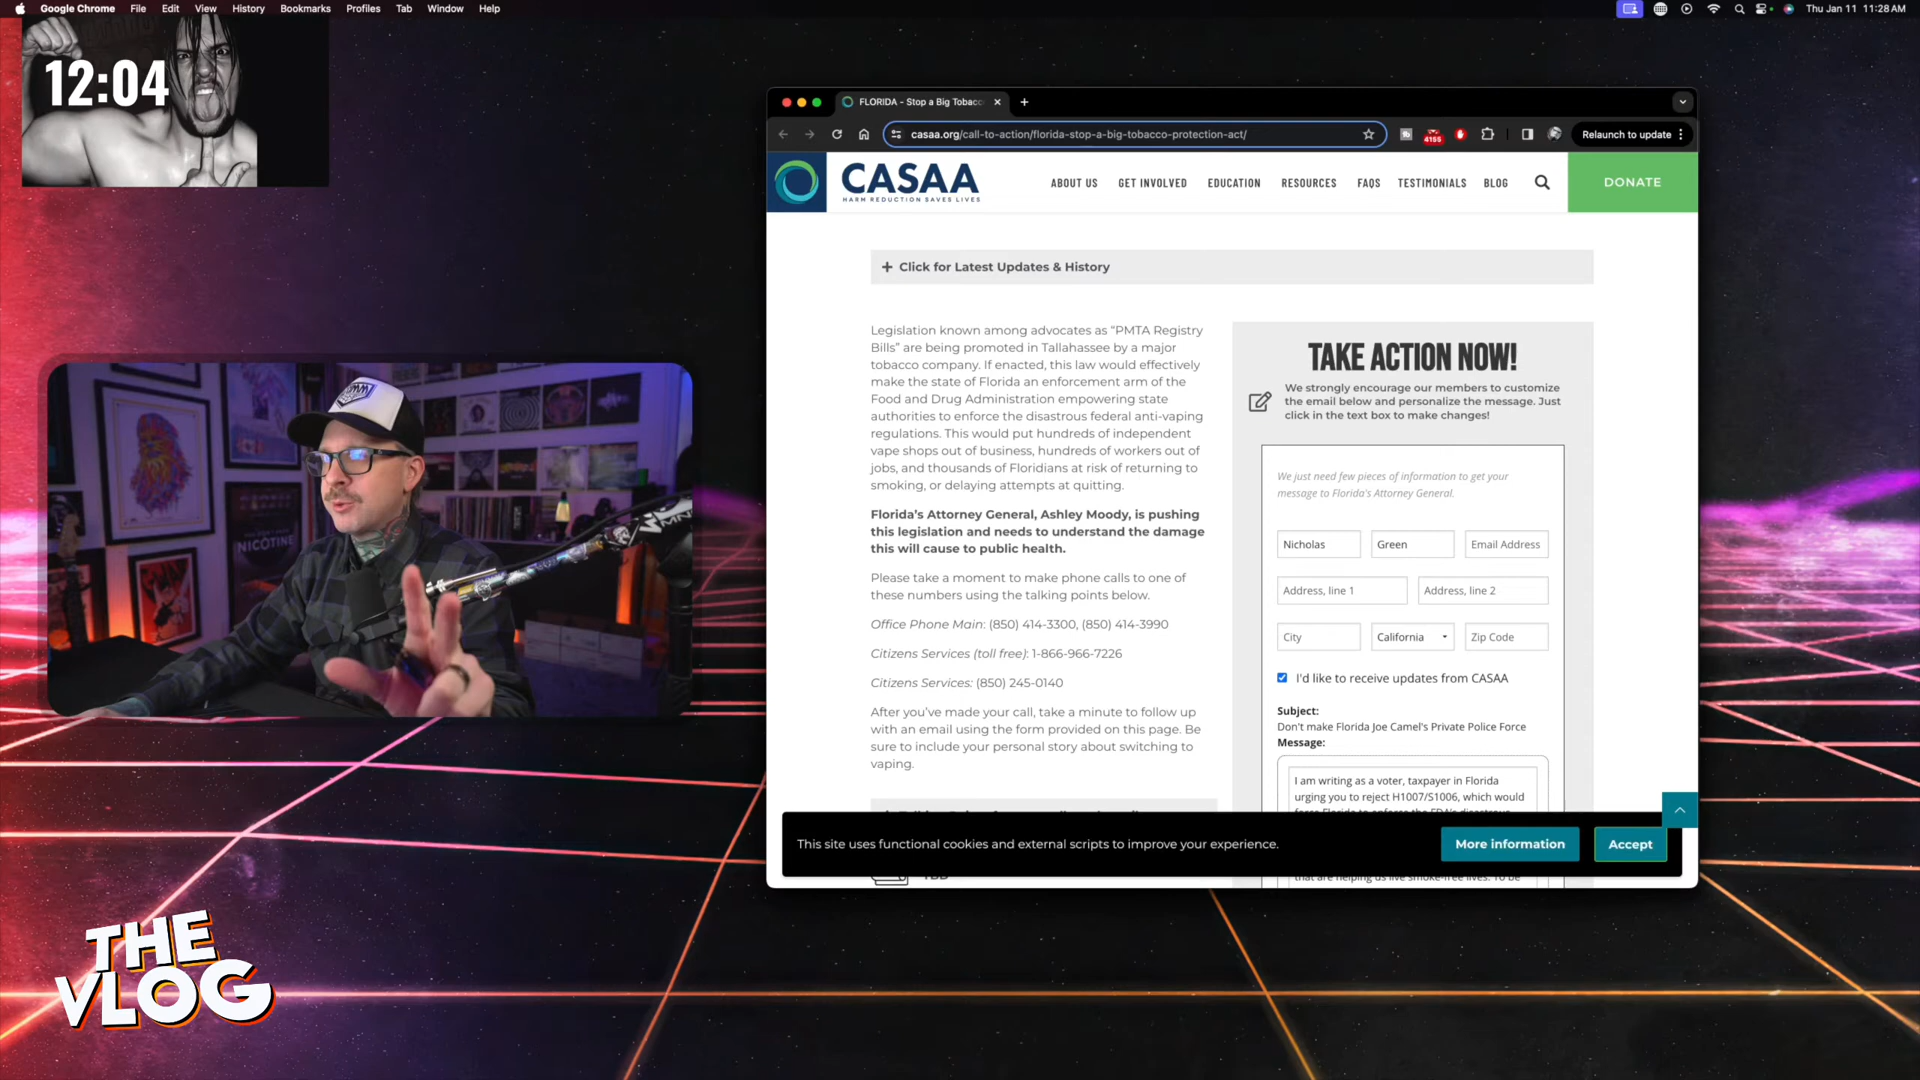 Google Chrome File Edit View History Bookmarks Profiles Tab Window Help
Thu Jan 11 11:28 AM
12:04
FLORIDA - Stop a Big Tobacc
casaa.org/call-to-action/florida-stop-a-big-tobacco-protection-act/
4155
Relaunch to update
CASAA
HARM REDUCTION SAVES LIVES
ABOUT US GET INVOLVED EDUCATION RESOURCES FAQS TESTIMONIALS BLOG
DONATE
Click for Latest Updates & History
Legislation known among advocates as “PMTA Registry
Bills” are being promoted in Tallahassee by a major
tobacco company. If enacted, this law would effectively
make the state of Florida an enforcement arm of the
Food and Drug Administration empowering state
authorities to enforce the disastrous federal anti-vaping
regulations. This would put hundreds of independent
vape shops out of business, hundreds of workers out of
jobs, and thousands of Floridians at risk of returning to
smoking, or delaying attempts at quitting.
Florida’s Attorney General, Ashley Moody, is pushing
this legislation and needs to understand the damage
this will cause to public health.
Please take a moment to make phone calls to one of
these numbers using the talking points below.
Office Phone Main: (850) 414-3300, (850) 414-3990
Citizens Services (toll free): 1-866-966-7226
Citizens Services: (850) 245-0140
After you’ve made your call, take a minute to follow up
with an email using the form provided on this page. Be
sure to include your personal story about switching to
vaping.
TAKE ACTION NOW!
We strongly encourage our members to customize
the email below and personalize the message. Just
click in the text box to make changes!
We just need few pieces of information to get your
message to Florida's Attorney General.
Nicholas Green Email Address
Address, line 1 Address, line 2
City California Zip Code
I'd like to receive updates from CASAA
Subject:
Don't make Florida Joe Camel's Private Police Force
Message:
I am writing as a voter, taxpayer in Florida
urging you to reject H1007/S1006, which would
This site uses functional cookies and external scripts to improve your experience.
More information
Accept
that are helping us live smoke-free lives. To be
NICOTINE
THE
VLOG